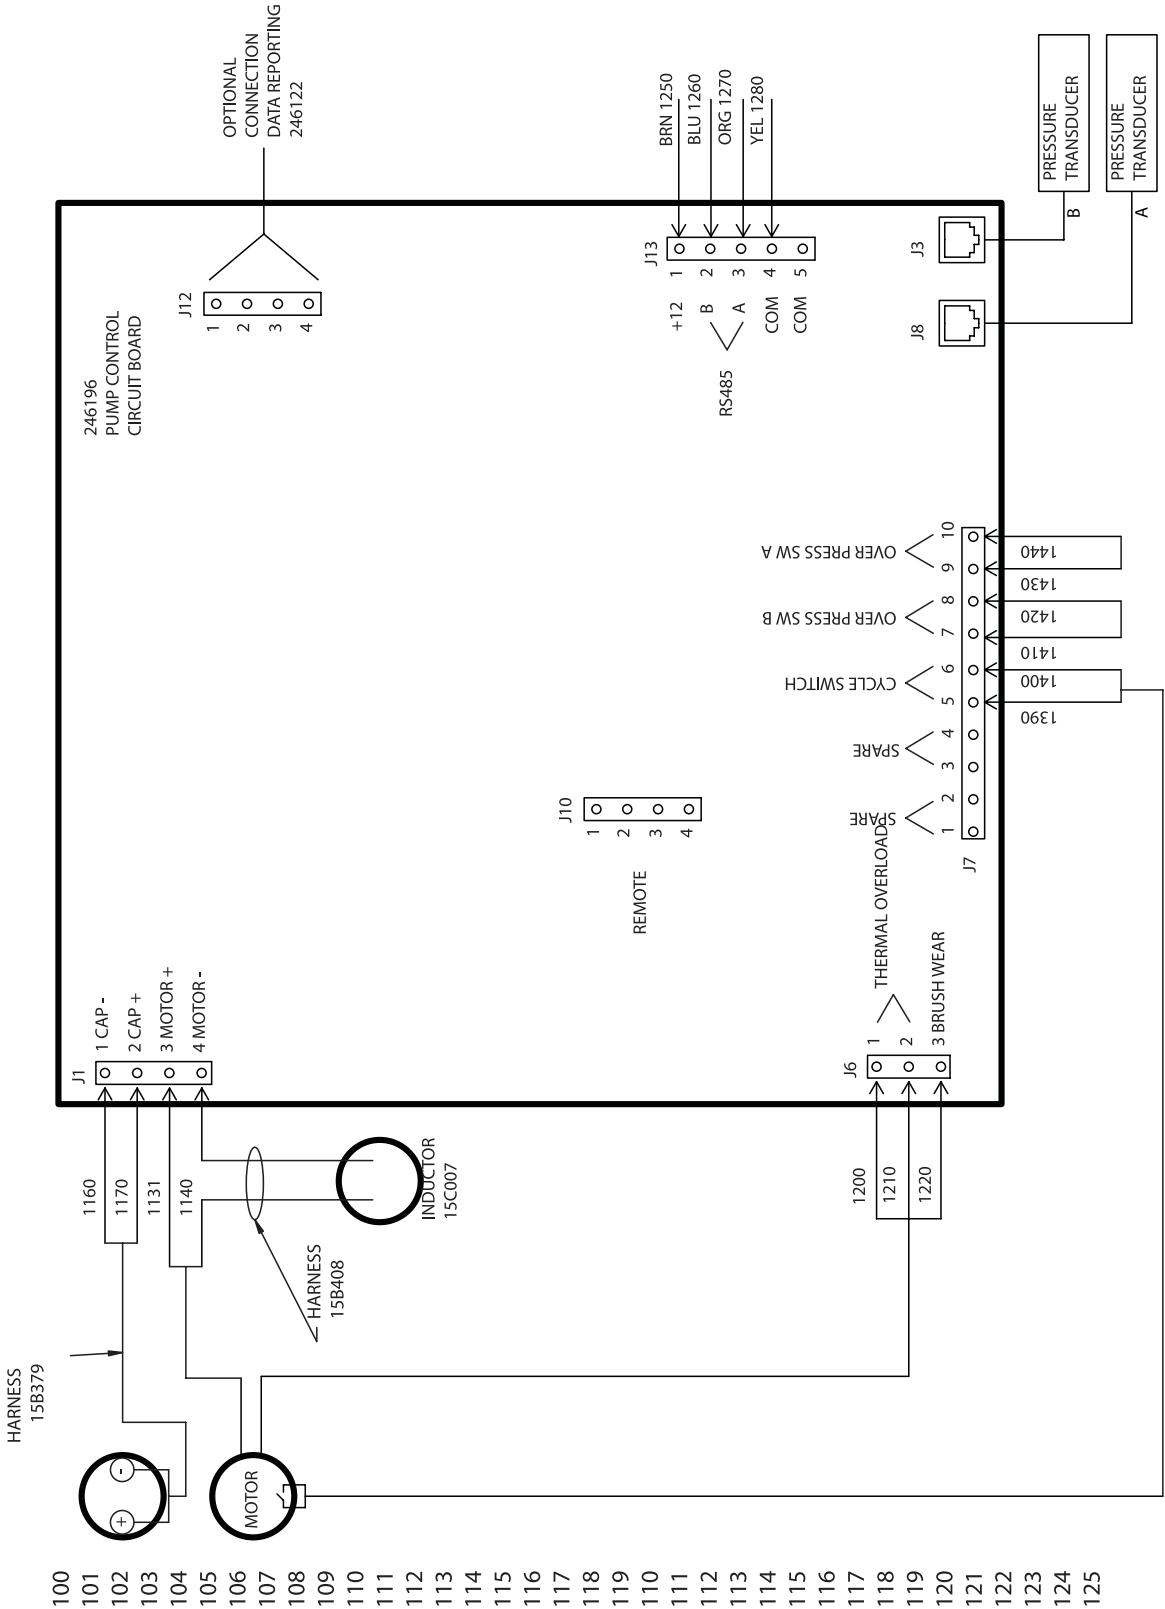 HARNESS
15B379
+
-
MOTOR
HARNESS
15B408
INDUCTOR
15C007
1160
1170
1131
1140
J1
1 CAP -
2 CAP +
3 MOTOR +
4 MOTOR -
246196
PUMP CONTROL
CIRCUIT BOARD
J12
1
2
3
4
OPTIONAL
CONNECTION
DATA REPORTING
246122
REMOTE
J10
1
2
3
4
RS485
+12
B
A
COM
COM
J13
1
2
3
4
5
BRN 1250
BLU 1260
ORG 1270
YEL 1280
1200
1210
1220
J6
1
2
3 BRUSH WEAR
THERMAL OVERLOAD
J7
1
2
3
4
5
6
7
8
9
10
SPARE
SPARE
CYCLE SWITCH
OVER PRESS SW B
OVER PRESS SW A
1390
1400
1410
1420
1430
1440
J8
J3
B
PRESSURE
TRANSDUCER
A
PRESSURE
TRANSDUCER
100
101
102
103
104
105
106
107
108
109
110
111
112
113
114
115
116
117
118
119
110
111
112
113
114
115
116
117
118
119
120
121
122
123
124
125